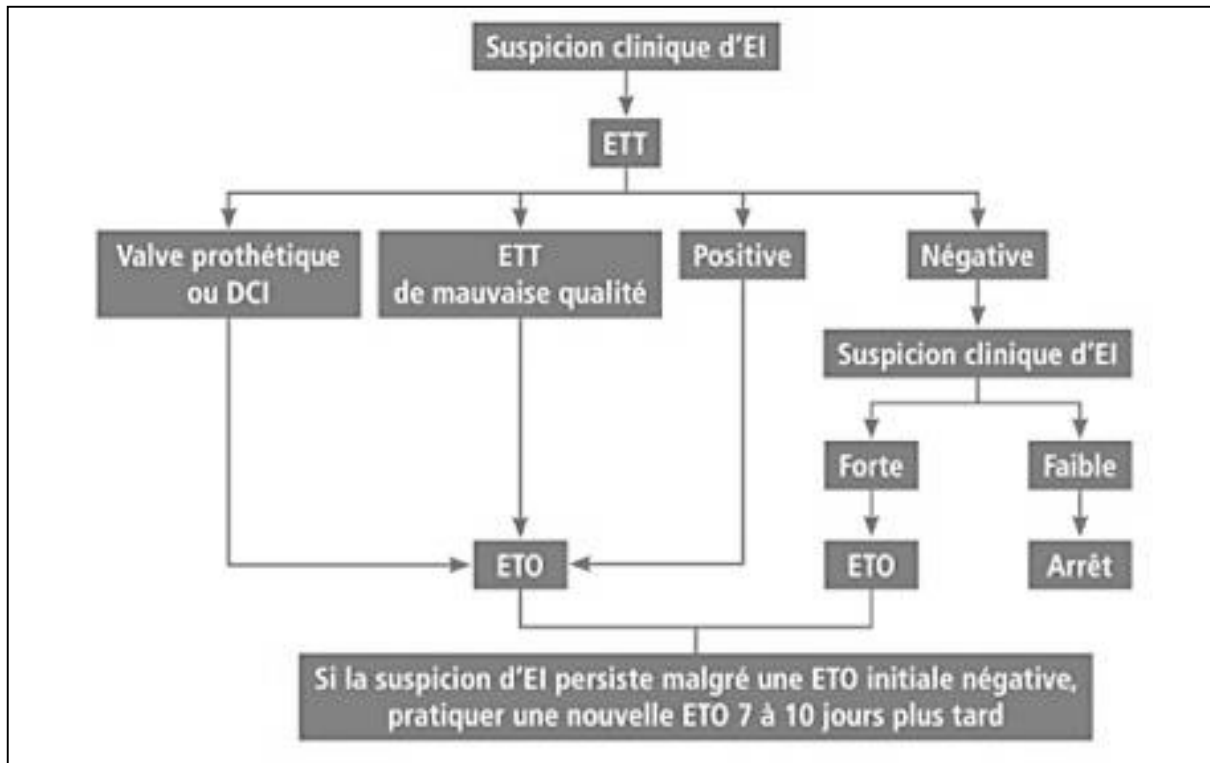 Suspicion clinique d'EI
ETT
Valve prothétique
ou DCI
ETT
de mauvaise qualité
Positive
Négative
Suspicion clinique d'EI
Forte
Faible
ETO
ETO
Arrêt
Si la suspicion d'EI persiste malgré une ETO initiale négative,
pratiquer une nouvelle ETO 7 à 10 jours plus tard